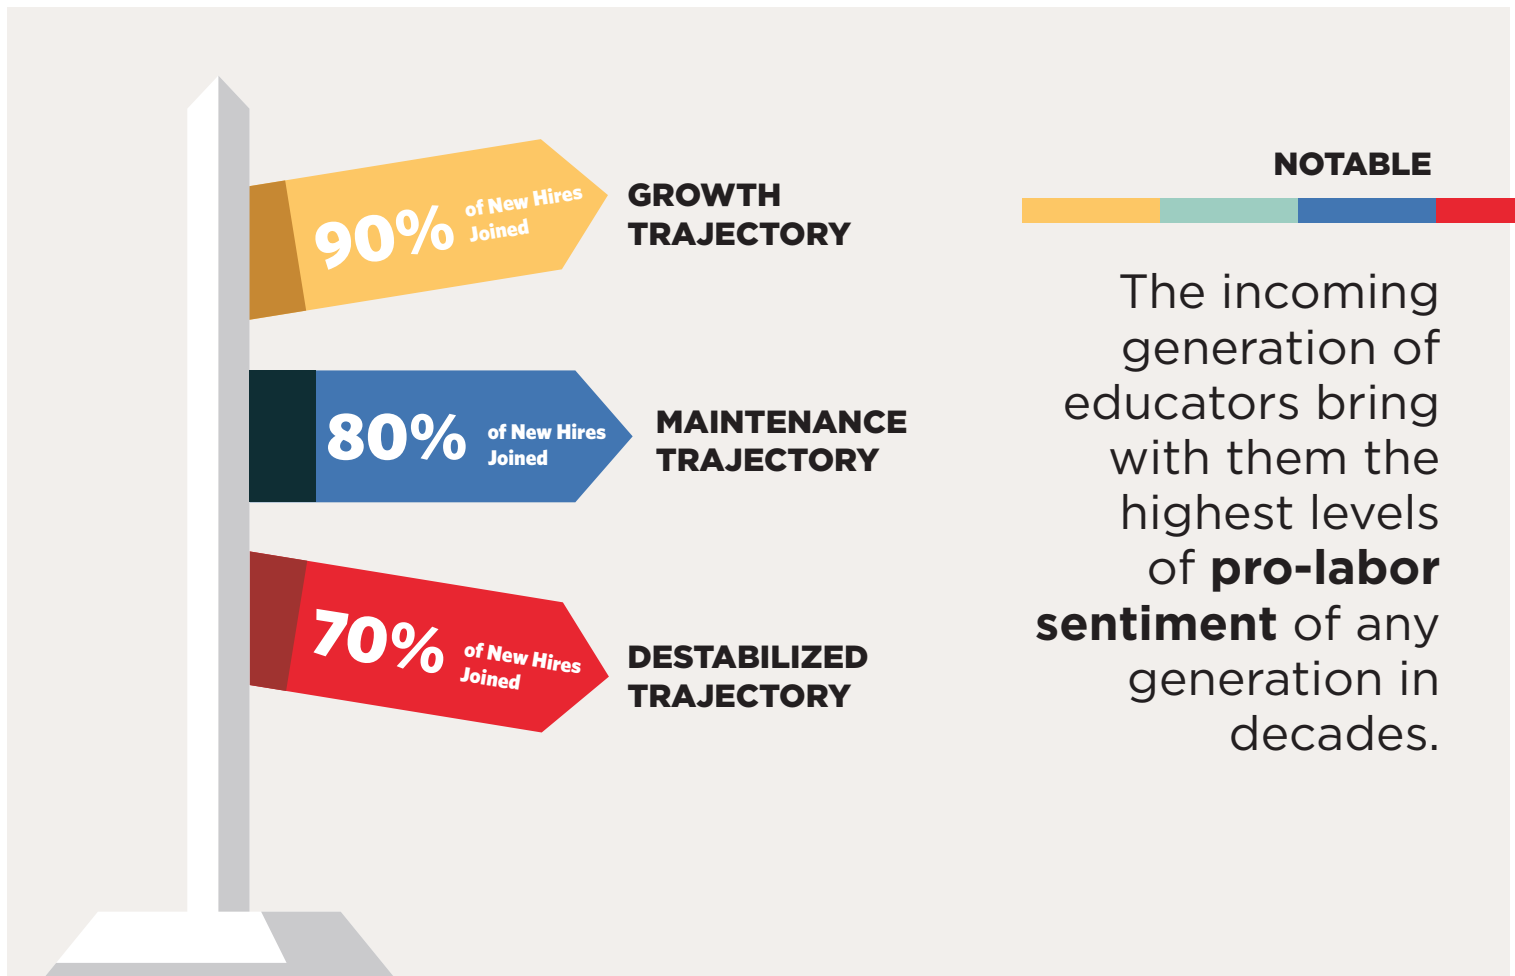 90% of New Hires
Joined
GROWTH
TRAJECTORY
80% of New Hires
Joined
MAINTENANCE
TRAJECTORY
70% of New Hires
Joined
DESTABILIZED
TRAJECTORY
NOTABLE
The incoming
generation of
educators bring
with them the
highest levels
of pro-labor
sentiment of any
generation in
decades.